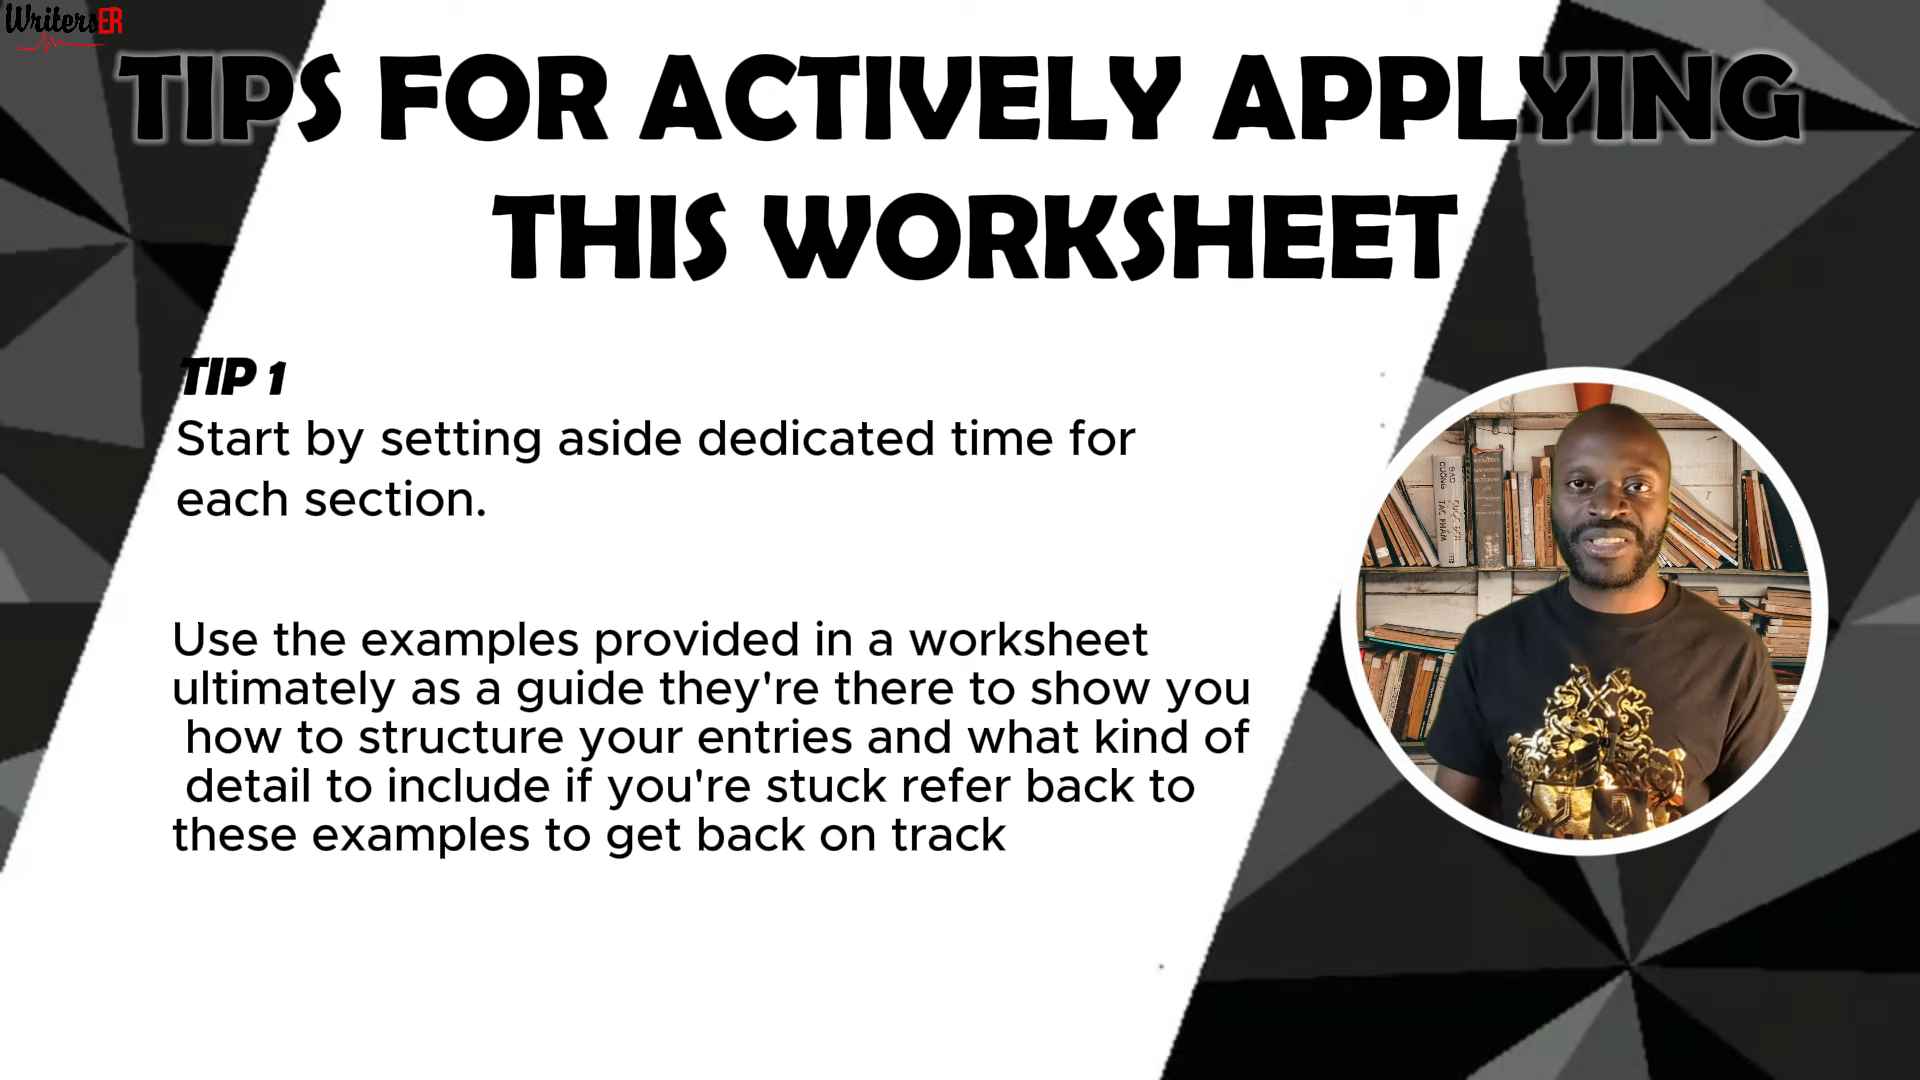 WritersER
TIPS FOR ACTIVELY APPLYING
THIS WORKSHEET
TIP 1
Start by setting aside dedicated time for
each section.
Use the examples provided in a worksheet
ultimately as a guide they're there to show you
how to structure your entries and what kind of
detail to include if you're stuck refer back to
these examples to get back on track
CƯỜNG
TÁC PHẨM